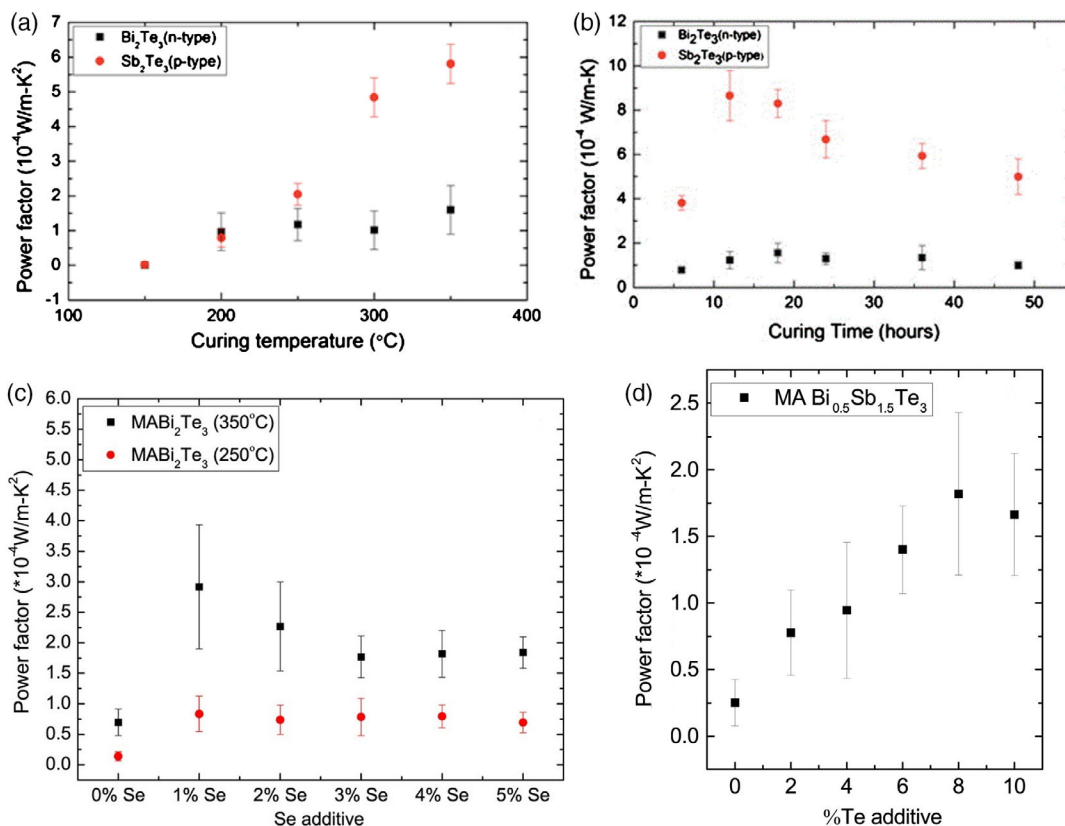 (a)
Bi₂Te₃(n-type)
Sb₂Te₃(p-type)
Power factor (10⁻⁴W/m-K²)
7
6
5
4
3
2
1
0
-1
100 200 300 400
Curing temperature (°C)
(b)
Bi₂Te₃(n-type)
Sb₂Te₃(p-type)
Power factor (10⁻⁴ W/m-K)
12
10
8
6
4
2
0
0 10 20 30 40 50
Curing Time (hours)
(c)
MABi₂Te₃ (350°C)
MABi₂Te₃ (250°C)
Power factor (*10⁻⁴W/m-K²)
6.0
5.5
5.0
4.5
4.0
3.5
3.0
2.5
2.0
1.5
1.0
0.5
0.0
0% Se 1% Se 2% Se 3% Se 4% Se 5% Se
Se additive
(d)
MA Bi₀.₅Sb₁.₅Te₃
Power factor (*10⁻⁴W/m-K²)
2.5
2.0
1.5
1.0
0.5
0.0
0 2 4 6 8 10
%Te additive